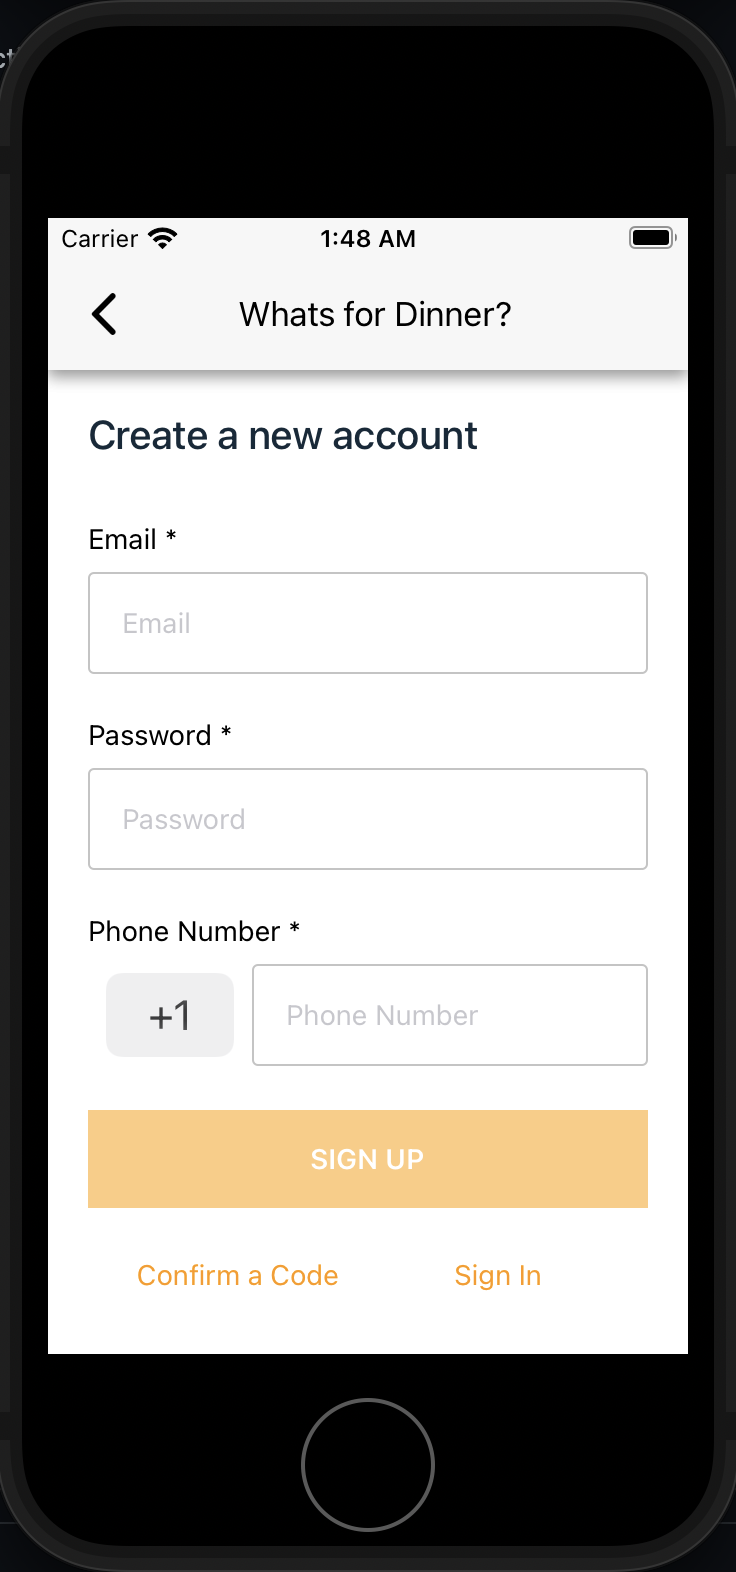 Carrier 1:48 AM
Whats for Dinner?
Create a new account
Email *
Email
Password *
Password
Phone Number *
+1 Phone Number
SIGN UP
Confirm a Code Sign In